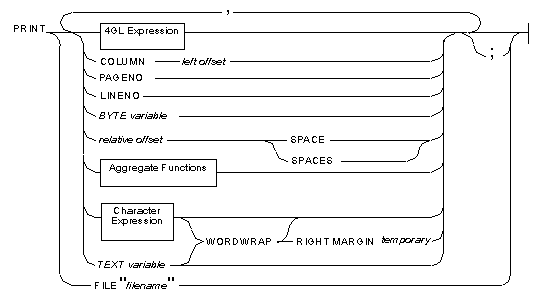 ,
PRINT 4GL Expression
;
COLUMN left offset
PAGENO
LINENO
BYTE variable
relative offset SPACE
SPACES
Aggregate Functions
Character
Expression
WORDWRAP RIGHT MARGIN temporary
TEXT variable
FILE "filename"